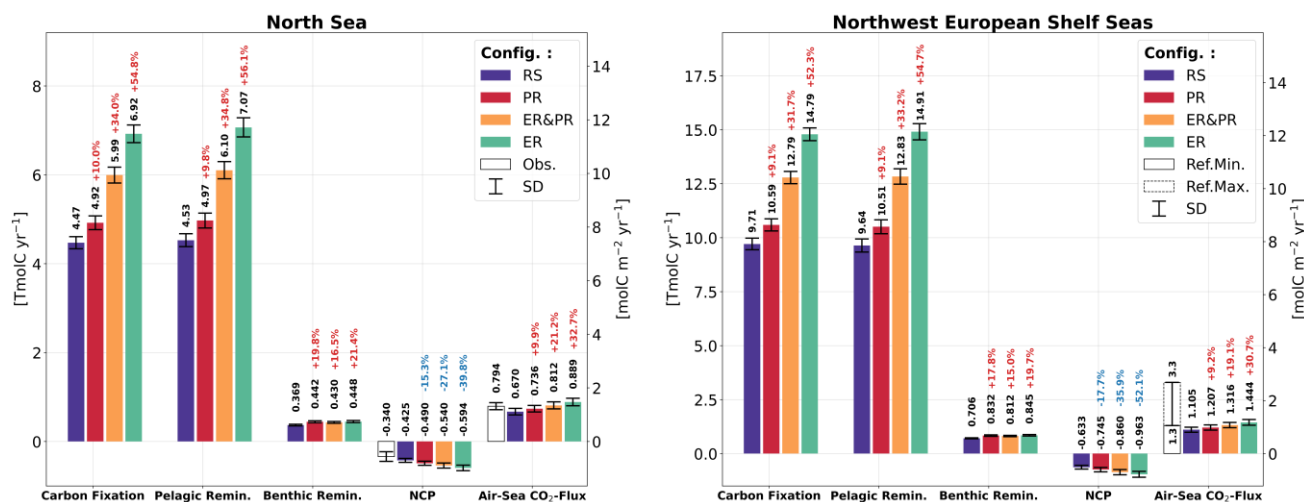 North Sea
[TmolC yr⁻¹]
8
6
4
2
0
14
12
10
8
6
4
2
0
[molC m⁻² yr⁻¹]
Config. :
RS
PR
ER&PR
ER
Obs.
SD
4.47
4.92 +10.0%
5.99 +34.0%
6.92 +54.8%
4.53
4.97 +9.8%
6.10 +34.8%
7.07 +56.1%
0.369
0.442 +19.8%
0.430 +16.5%
0.448 +21.4%
-0.340
-0.425
-0.490 -15.3%
-0.540 -27.1%
-0.594 -39.8%
0.794
0.670
0.736 +9.9%
0.812 +21.2%
0.889 +32.7%
Carbon Fixation
Pelagic Remin.
Benthic Remin.
NCP
Air-Sea CO₂-Flux
Northwest European Shelf Seas
[TmolC yr⁻¹]
17.5
15.0
12.5
10.0
7.5
5.0
2.5
0.0
14
12
10
8
6
4
2
0
[molC m⁻² yr⁻¹]
Config. :
RS
PR
ER&PR
ER
Ref.Min.
Ref.Max.
SD
9.71
10.59 +9.1%
12.79 +31.7%
14.79 +52.3%
9.64
10.51 +9.1%
12.83 +33.2%
14.91 +54.7%
0.706
0.832 +17.8%
0.812 +15.0%
0.845 +19.7%
-0.633
-0.745 -17.7%
-0.860 -35.9%
-0.963 -52.1%
1.3
3.3
1.105
1.207 +9.2%
1.316 +19.1%
1.444 +30.7%
Carbon Fixation
Pelagic Remin.
Benthic Remin.
NCP
Air-Sea CO₂-Flux